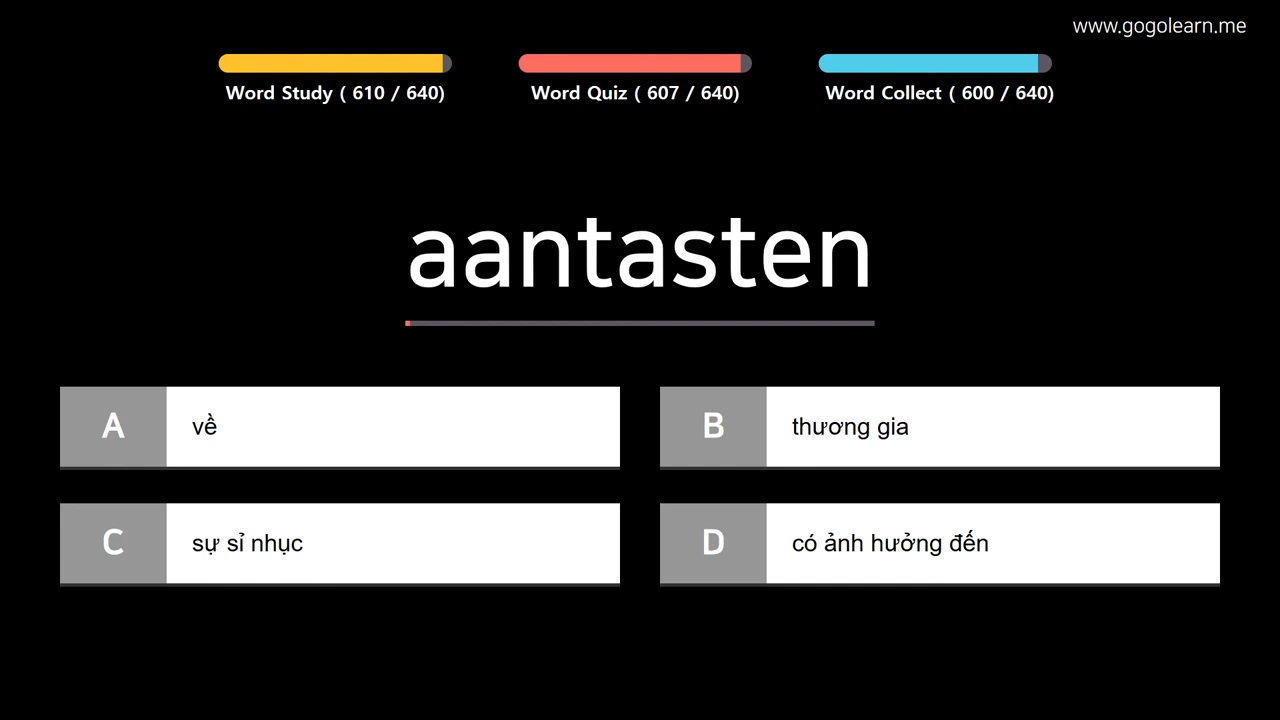 www.gogolearn.me
Word Study ( 610 / 640)
Word Quiz ( 607 / 640)
Word Collect ( 600 / 640)
aantasten
A về
B thương gia
C sự sỉ nhục
D có ảnh hưởng đến